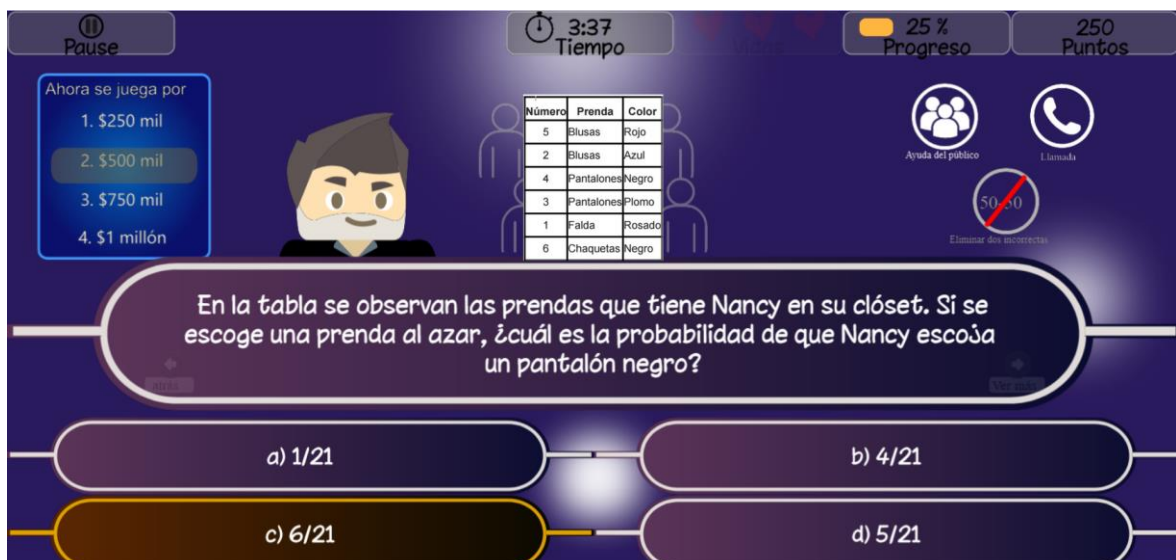 Pause
3:37
Tiempo
Vidas
25 %
Progreso
250
Puntos
Ahora se juega por
1. $250 mil
2. $500 mil
3. $750 mil
4. $1 millón
Número Prenda Color
5 Blusas Rojo
2 Blusas Azul
4 Pantalones Negro
3 Pantalones Plomo
1 Falda Rosado
6 Chaquetas Negro
Ayuda del público
Llamada
50-50
Eliminar dos incorrectas
En la tabla se observan las prendas que tiene Nancy en su clóset. Si se
escoge una prenda al azar, ¿cuál es la probabilidad de que Nancy escoja
un pantalón negro?
atrás
Ver más
a) 1/21
b) 4/21
c) 6/21
d) 5/21